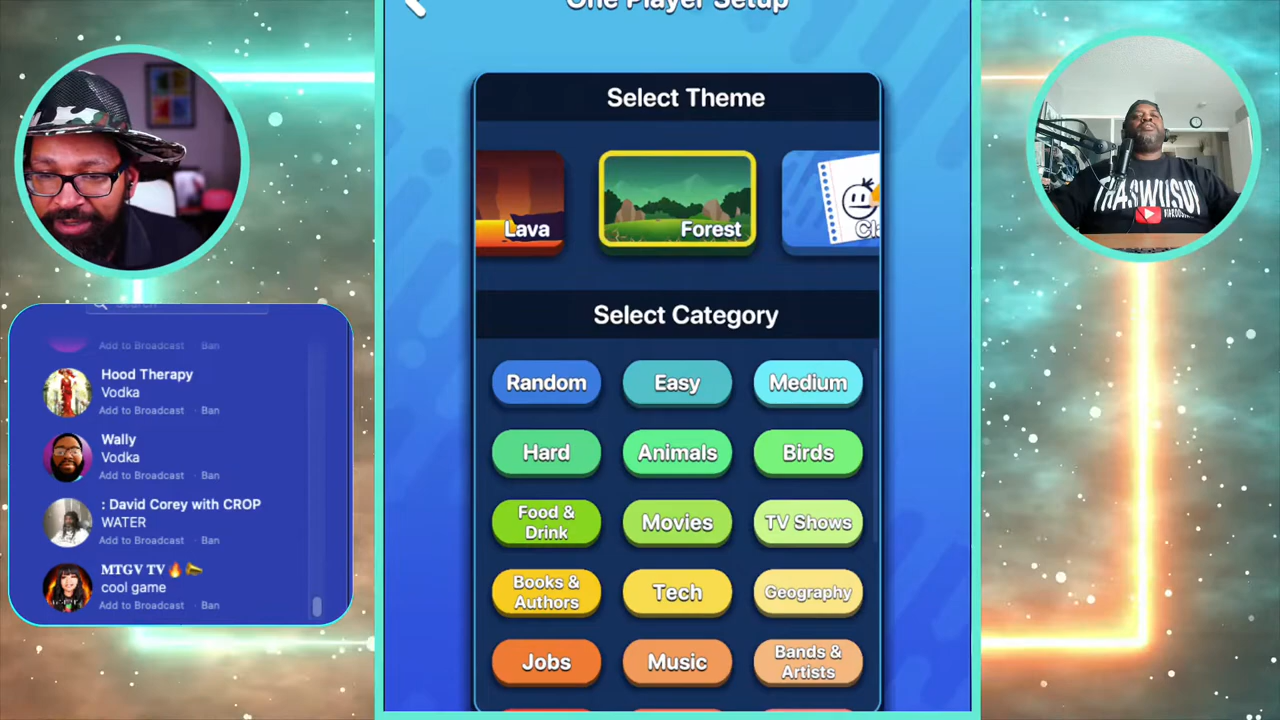 One Player Setup
Select Theme
Lava
Forest
Select Category
Random
Easy
Medium
Hard
Animals
Birds
Food &
Drink
Movies
TV Shows
Books &
Authors
Tech
Geography
Jobs
Music
Bands &
Artists
Search
Add to Broadcast · Ban
Hood Therapy
Vodka
Add to Broadcast · Ban
Wally
Vodka
Add to Broadcast · Ban
: David Corey with CROP
WATER
Add to Broadcast · Ban
MTGV TV🔥📣
cool game
Add to Broadcast · Ban
THASWUSUP